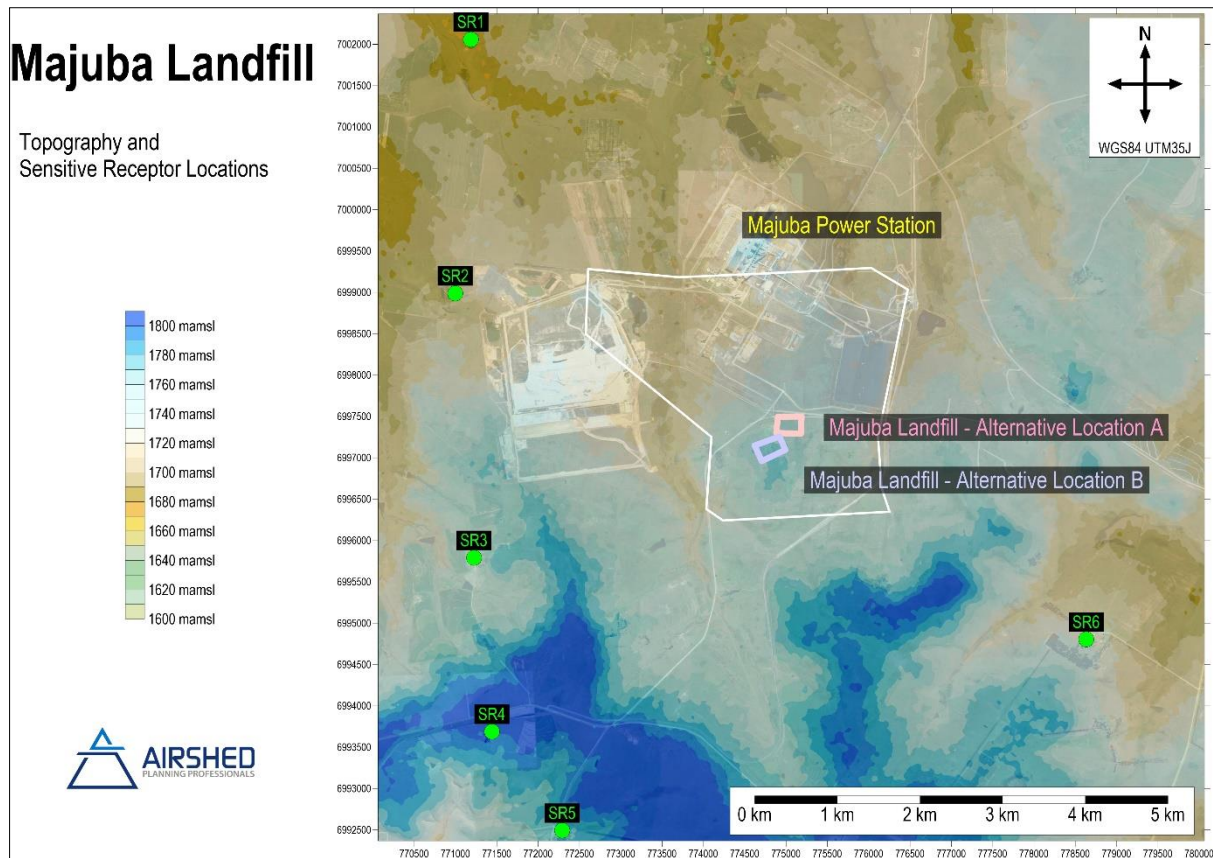 Majuba Landfill
Topography and
Sensitive Receptor Locations
1800 mamsl
1780 mamsl
1760 mamsl
1740 mamsl
1720 mamsl
1700 mamsl
1680 mamsl
1660 mamsl
1640 mamsl
1620 mamsl
1600 mamsl
AIRSHED
PLANNING PROFESSIONALS
7002000
7001500
7001000
7000500
7000000
6999500
6999000
6998500
6998000
6997500
6997000
6996500
6996000
6995500
6995000
6994500
6994000
6993500
6993000
6992500
SR1
N
WGS84 UTM35J
Majuba Power Station
SR2
Majuba Landfill - Alternative Location A
Majuba Landfill - Alternative Location B
SR3
SR6
SR4
SR5
0 km 1 km 2 km 3 km 4 km 5 km
770500 771000 771500 772000 772500 773000 773500 774000 774500 775000 775500 776000 776500 777000 777500 778000 778500 779000 779500 780000